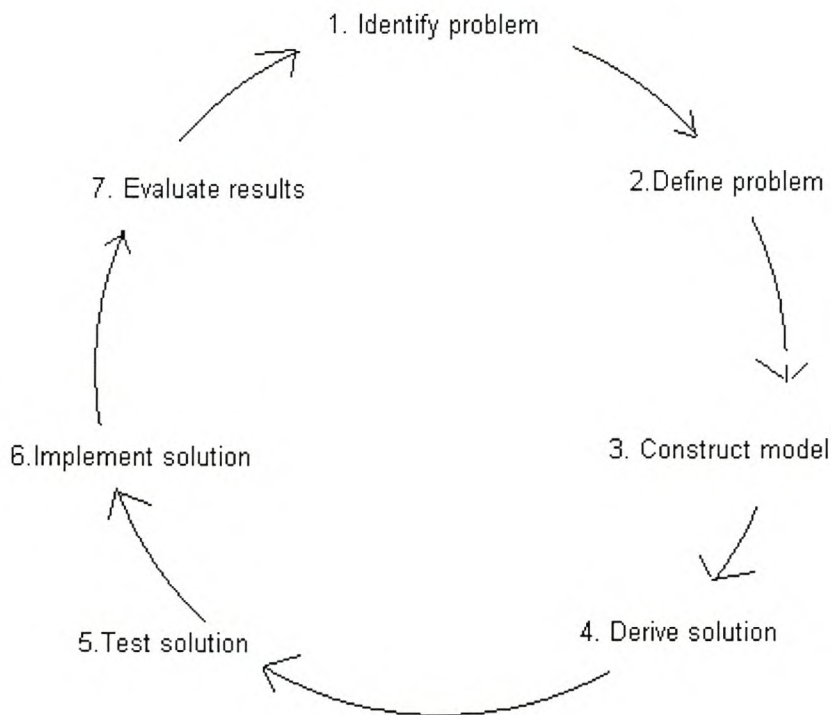 1. Identify problem
2.Define problem
3. Construct model
4. Derive solution
5.Test solution
6.Implement solution
7. Evaluate results